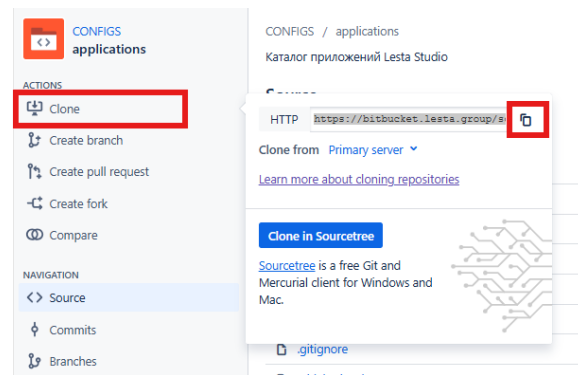 CONFIGS
applications
ACTIONS
Clone
Create branch
Create pull request
Create fork
Compare
NAVIGATION
Source
Commits
Branches
CONFIGS / applications
Каталог приложений Lesta Studio
HTTP https://bitbucket.lesta.group/s
Clone from Primary server
Learn more about cloning repositories
Clone in Sourcetree
Sourcetree is a free Git and
Mercurial client for Windows and
Mac.
.gitignore